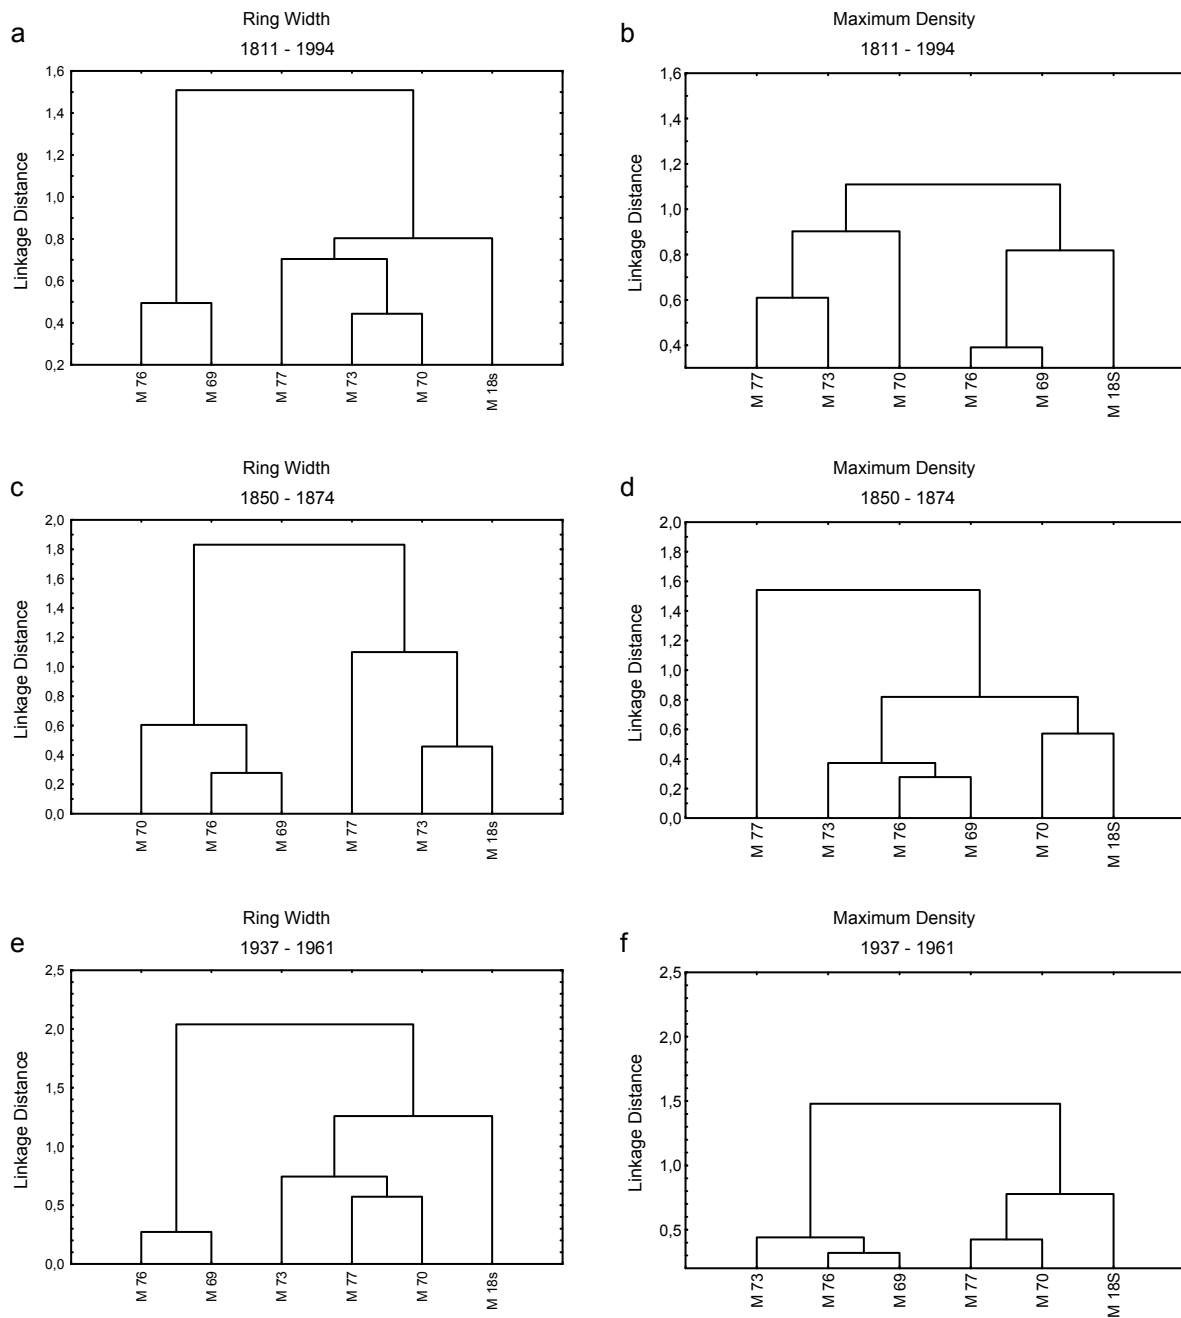 a
Ring Width
1811 - 1994
Linkage Distance
1,6
1,4
1,2
1,0
0,8
0,6
0,4
0,2
M 76
M 69
M 77
M 73
M 70
M 18s
b
Maximum Density
1811 - 1994
Linkage Distance
1,6
1,4
1,2
1,0
0,8
0,6
0,4
M 77
M 73
M 70
M 76
M 69
M 18S
c
Ring Width
1850 - 1874
Linkage Distance
2,0
1,8
1,6
1,4
1,2
1,0
0,8
0,6
0,4
0,2
0,0
M 70
M 76
M 69
M 77
M 73
M 18s
d
Maximum Density
1850 - 1874
Linkage Distance
2,0
1,8
1,6
1,4
1,2
1,0
0,8
0,6
0,4
0,2
0,0
M 77
M 73
M 76
M 69
M 70
M 18S
e
Ring Width
1937 - 1961
Linkage Distance
2,5
2,0
1,5
1,0
0,5
0,0
M 76
M 69
M 73
M 77
M 70
M 18s
f
Maximum Density
1937 - 1961
Linkage Distance
2,5
2,0
1,5
1,0
0,5
M 73
M 76
M 69
M 77
M 70
M 18S